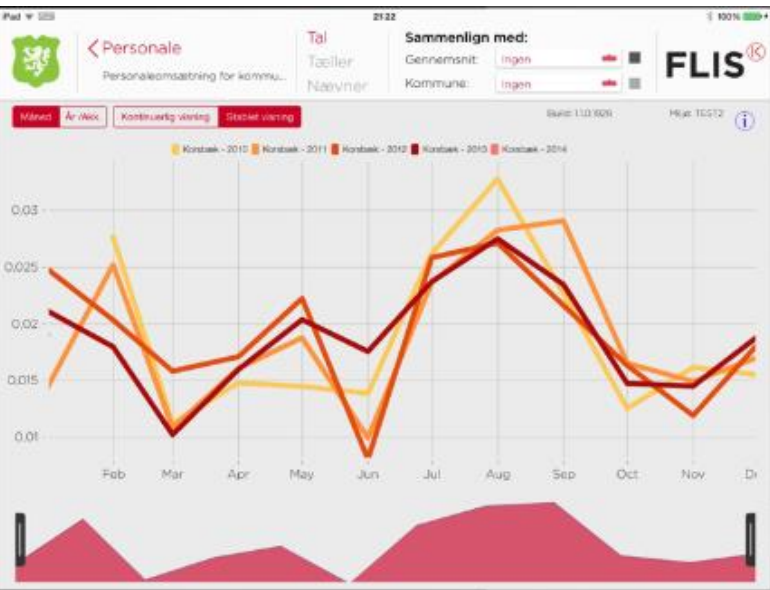 iPad 21:22 100%
Personale
Personaleomsætning for kommu...
Tal
Tæller
Nævner
Sammenlign med:
Gennemsnit: Ingen
Kommune: Ingen
FLIS K
Måned År /Akk. Kontinuerlig visning Stablet visning
Miljø: TEST2 i
Korsbæk - 2010 Korsbæk - 2011 Korsbæk - 2012 Korsbæk - 2013 Korsbæk - 2014
0,03
0,025
0,02
0,015
0,01
Feb Mar Apr May Jun Jul Aug Sep Oct Nov